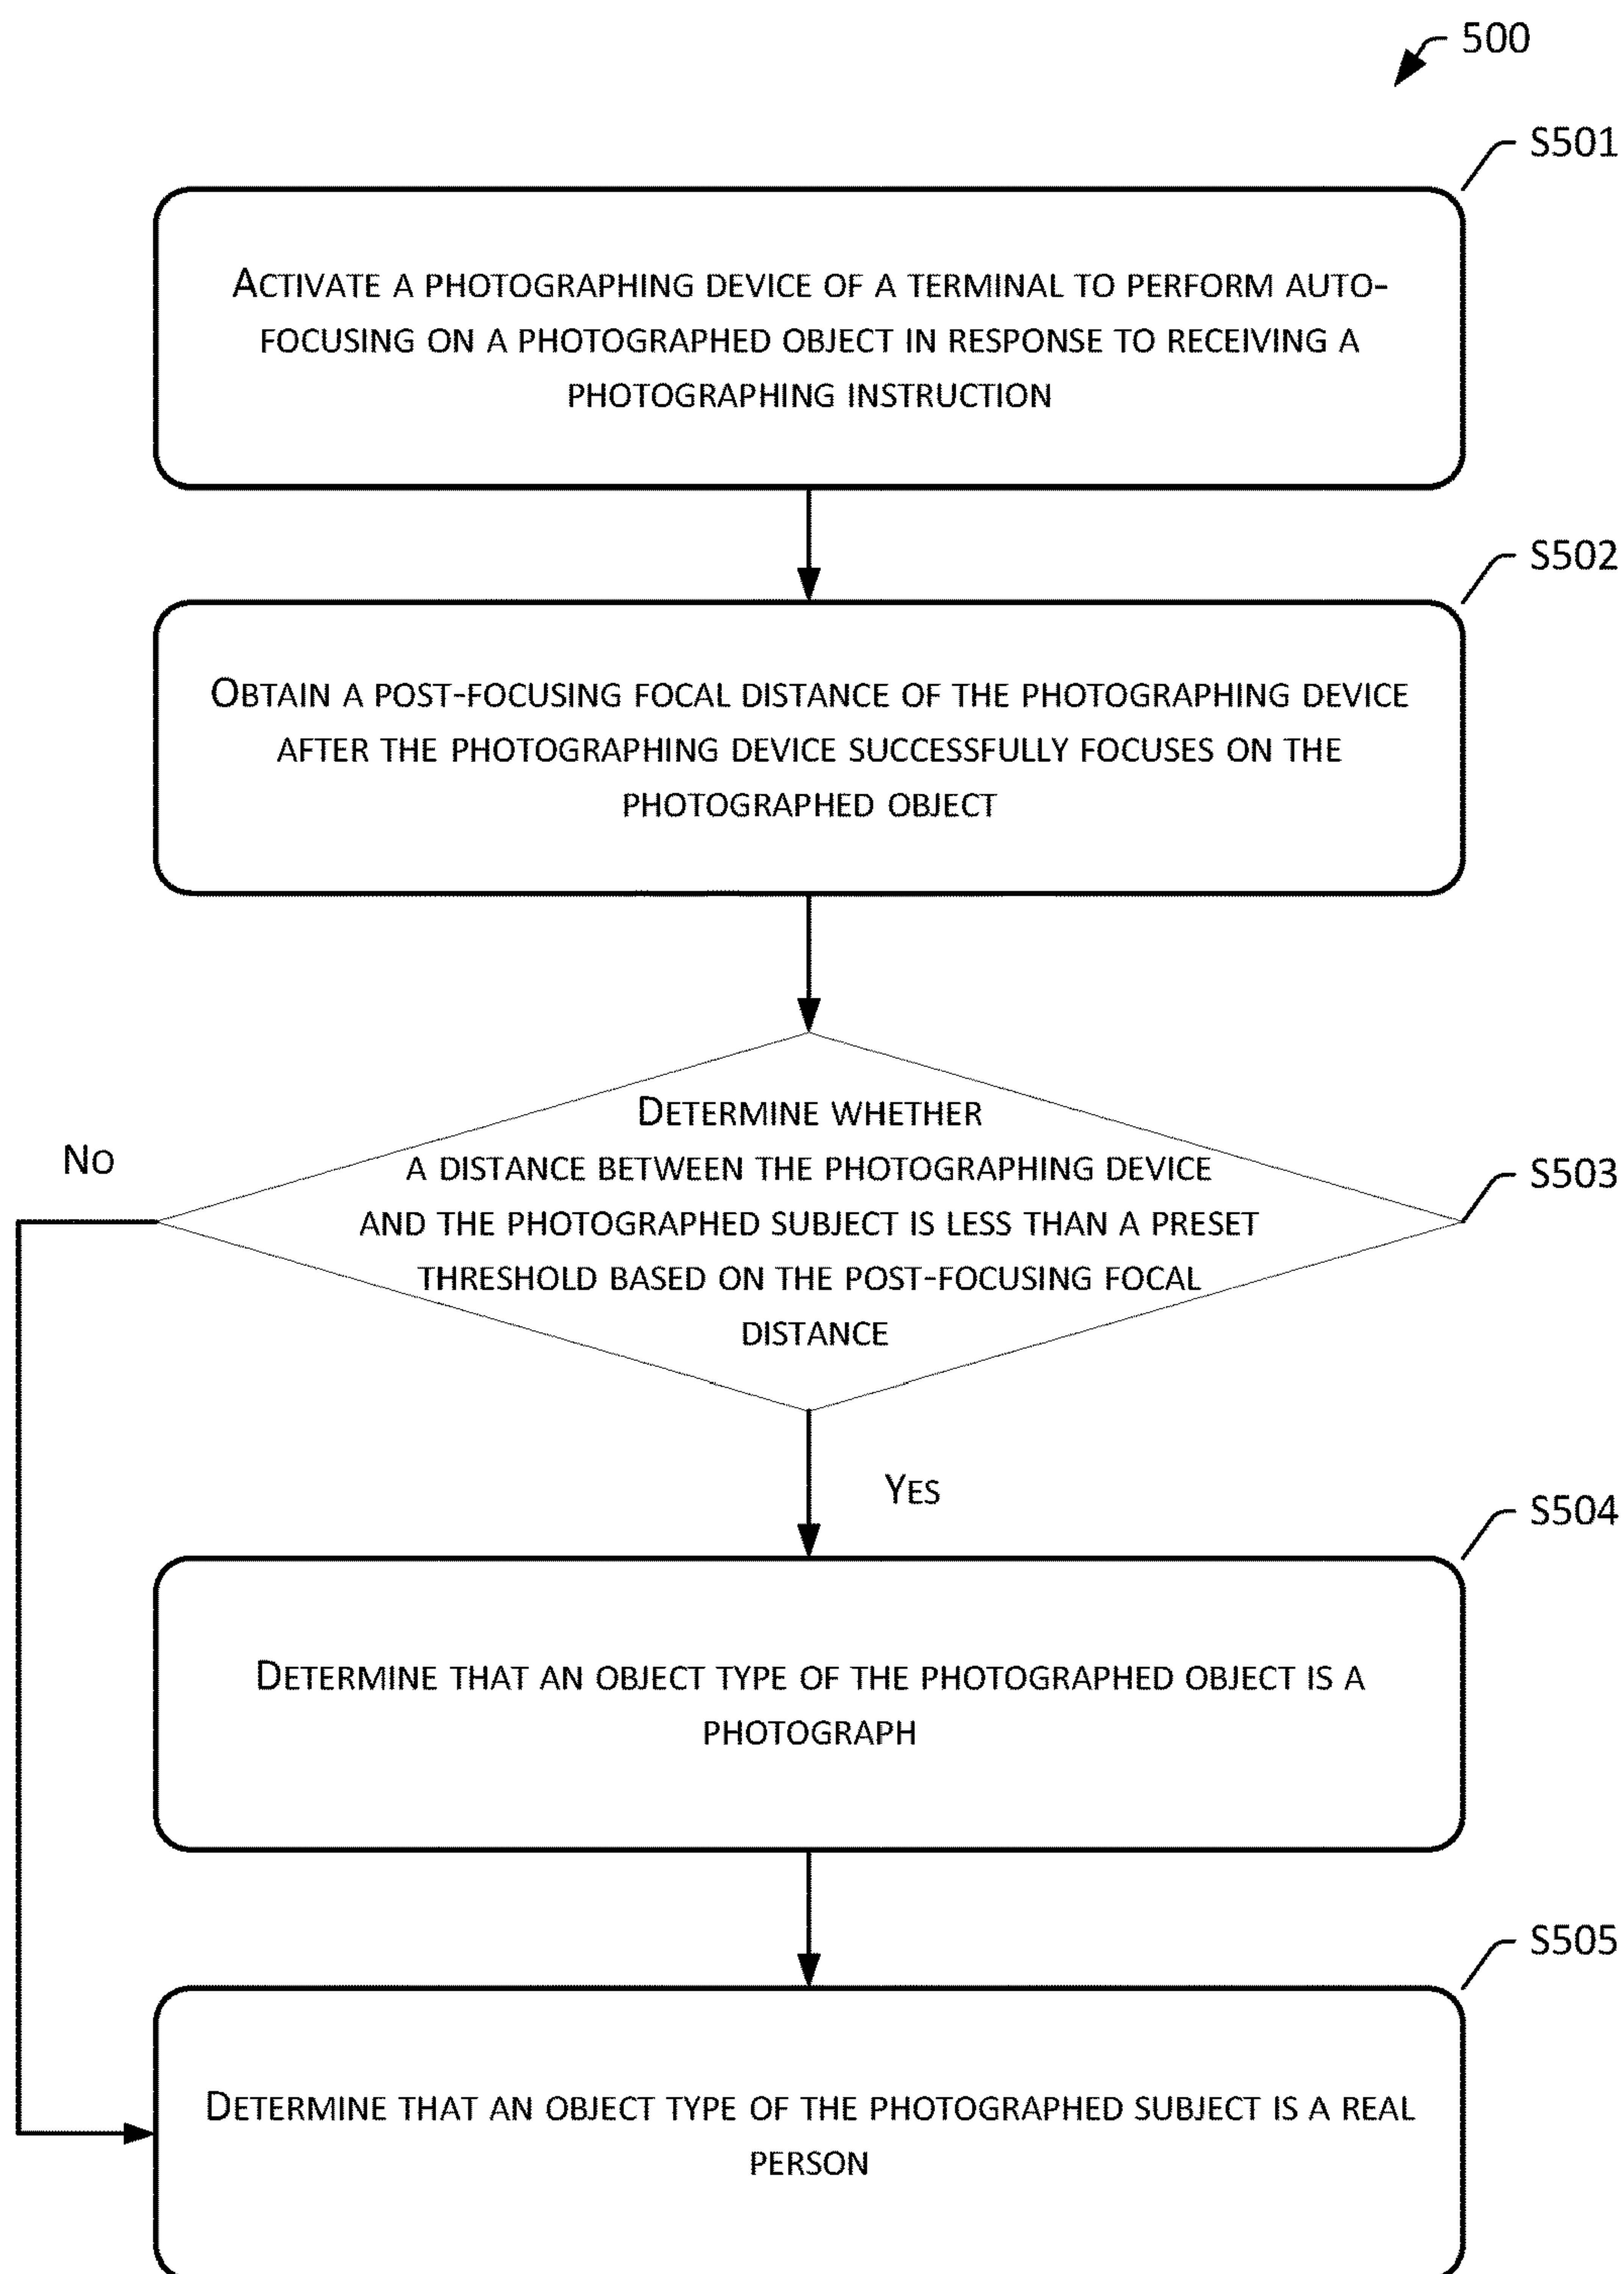 500
S501
ACTIVATE A PHOTOGRAPHING DEVICE OF A TERMINAL TO PERFORM AUTO-
FOCUSING ON A PHOTOGRAPHED OBJECT IN RESPONSE TO RECEIVING A
PHOTOGRAPHING INSTRUCTION
S502
OBTAIN A POST-FOCUSING FOCAL DISTANCE OF THE PHOTOGRAPHING DEVICE
AFTER THE PHOTOGRAPHING DEVICE SUCCESSFULLY FOCUSES ON THE
PHOTOGRAPHED OBJECT
S503
DETERMINE WHETHER
A DISTANCE BETWEEN THE PHOTOGRAPHING DEVICE
AND THE PHOTOGRAPHED SUBJECT IS LESS THAN A PRESET
THRESHOLD BASED ON THE POST-FOCUSING FOCAL
DISTANCE
NO
YES
S504
DETERMINE THAT AN OBJECT TYPE OF THE PHOTOGRAPHED OBJECT IS A
PHOTOGRAPH
S505
DETERMINE THAT AN OBJECT TYPE OF THE PHOTOGRAPHED SUBJECT IS A REAL
PERSON